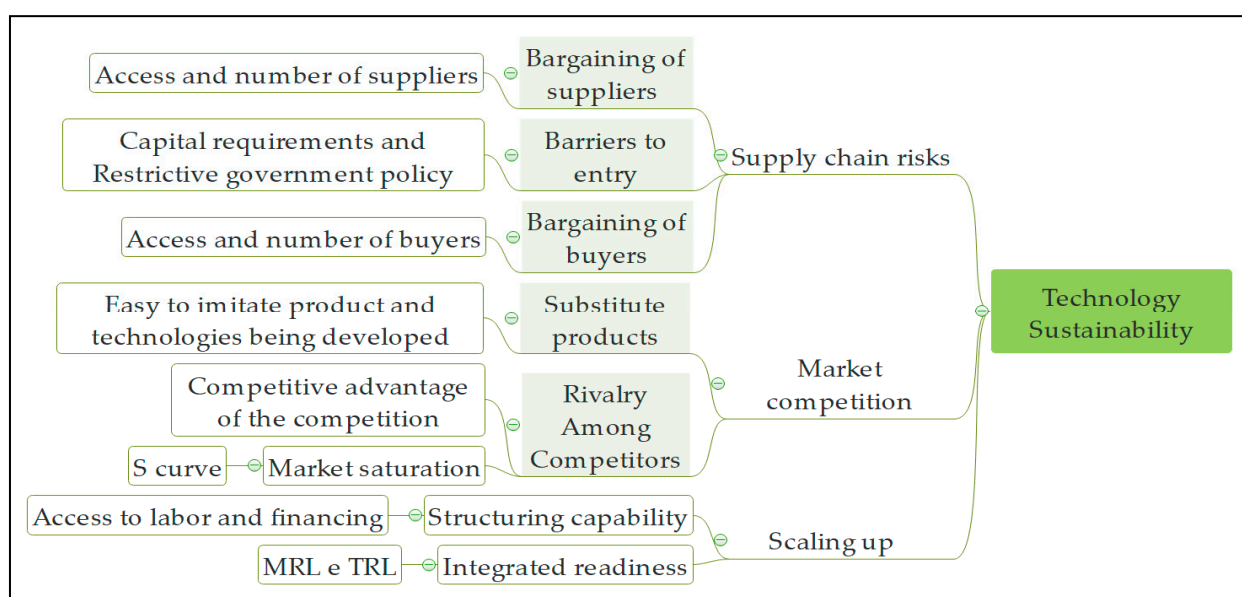 Access and number of suppliers
Bargaining of
suppliers
Capital requirements and
Restrictive government policy
Barriers to
entry
Supply chain risks
Access and number of buyers
Bargaining of
buyers
Easy to imitate product and
technologies being developed
Substitute
products
Technology
Sustainability
Competitive advantage
of the competition
Rivalry
Among
Competitors
Market
competition
S curve
Market saturation
Access to labor and financing
Structuring capability
Scaling up
MRL e TRL
Integrated readiness